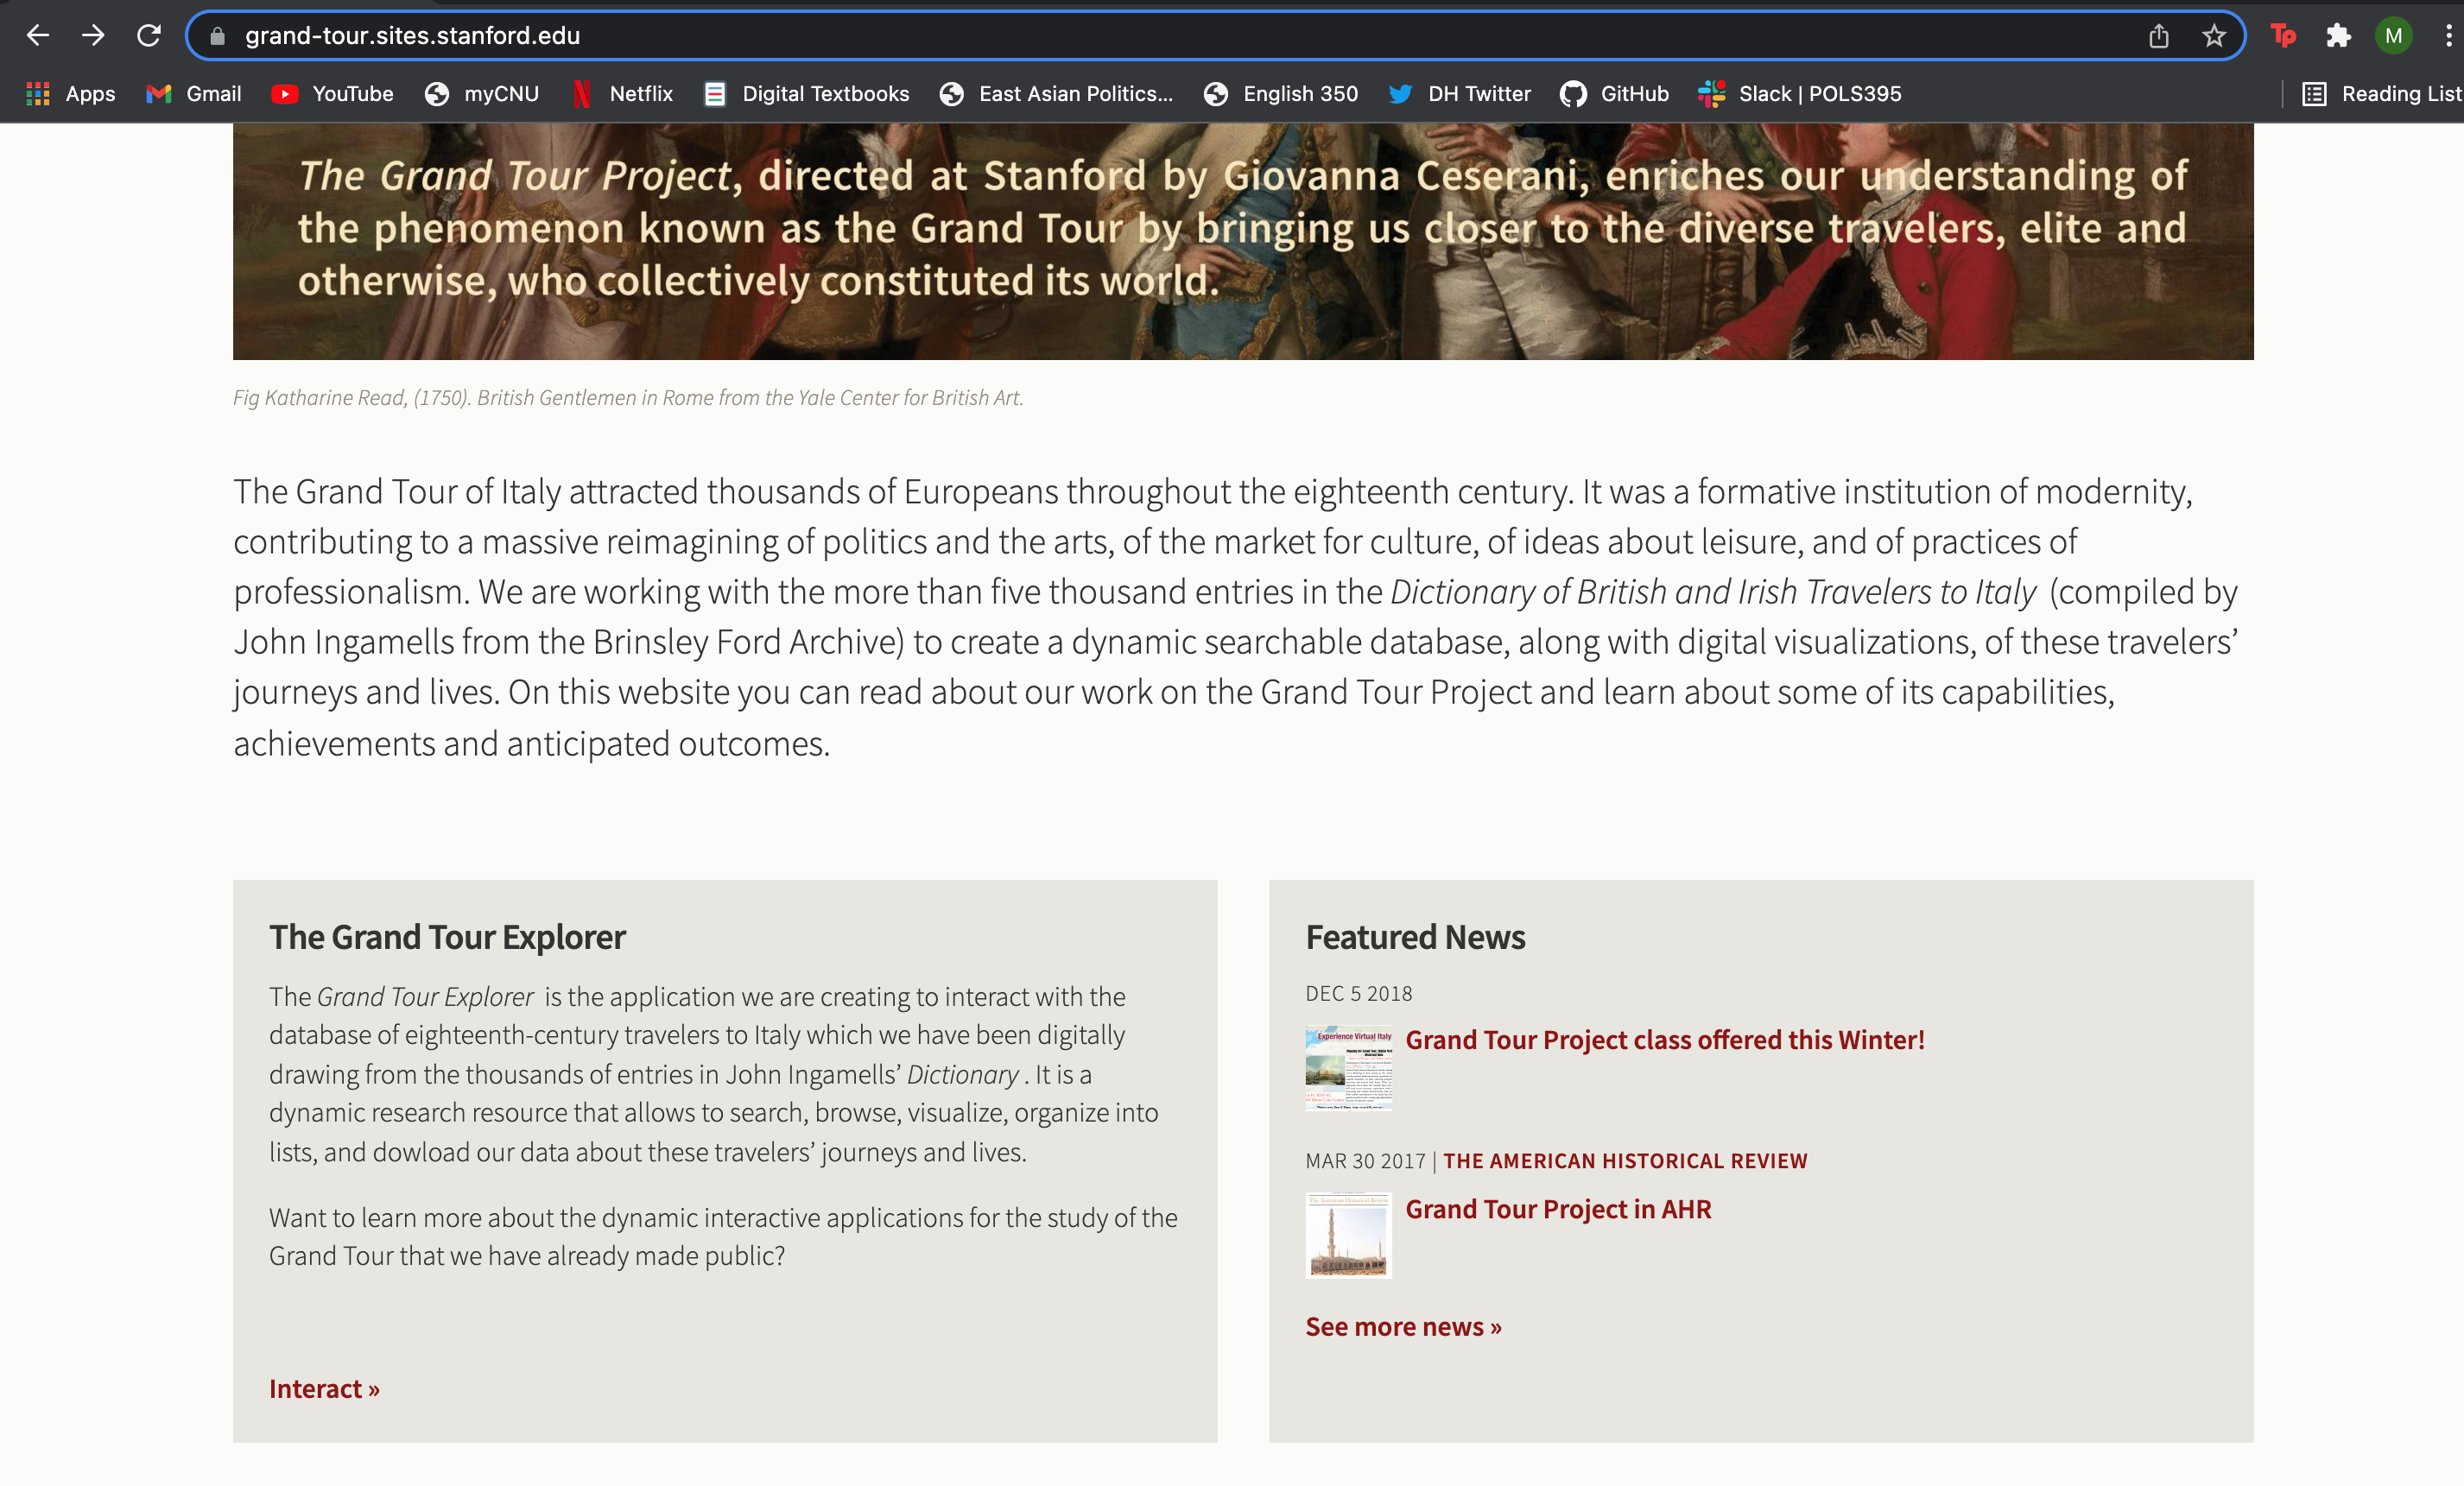 grand-tour.sites.stanford.edu
Tp
M
Apps Gmail YouTube myCNU Netflix Digital Textbooks East Asian Politics... English 350 DH Twitter GitHub Slack | POLS395 Reading List
The Grand Tour Project, directed at Stanford by Giovanna Ceserani, enriches our understanding of
the phenomenon known as the Grand Tour by bringing us closer to the diverse travelers, elite and
otherwise, who collectively constituted its world.
Fig Katharine Read, (1750). British Gentlemen in Rome from the Yale Center for British Art.
The Grand Tour of Italy attracted thousands of Europeans throughout the eighteenth century. It was a formative institution of modernity,
contributing to a massive reimagining of politics and the arts, of the market for culture, of ideas about leisure, and of practices of
professionalism. We are working with the more than five thousand entries in the Dictionary of British and Irish Travelers to Italy (compiled by
John Ingamells from the Brinsley Ford Archive) to create a dynamic searchable database, along with digital visualizations, of these travelers’
journeys and lives. On this website you can read about our work on the Grand Tour Project and learn about some of its capabilities,
achievements and anticipated outcomes.
The Grand Tour Explorer
The Grand Tour Explorer is the application we are creating to interact with the
database of eighteenth-century travelers to Italy which we have been digitally
drawing from the thousands of entries in John Ingamells’ Dictionary . It is a
dynamic research resource that allows to search, browse, visualize, organize into
lists, and dowload our data about these travelers’ journeys and lives.
Want to learn more about the dynamic interactive applications for the study of the
Grand Tour that we have already made public?
Interact »
Featured News
DEC 5 2018
Experience Virtual Italy
Grand Tour Project class offered this Winter!
MAR 30 2017 | THE AMERICAN HISTORICAL REVIEW
The American Historical Review
Grand Tour Project in AHR
See more news »